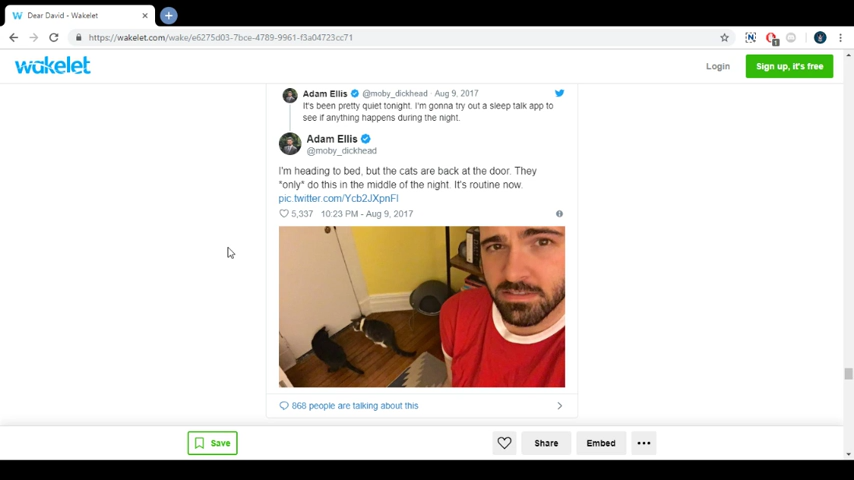 Dear David - Wakelet
https://wakelet.com/wake/e6275d03-7bce-4789-9961-f3a04723cc71
wakelet
Login
Sign up, it's free
Adam Ellis @moby_dickhead · Aug 9, 2017
It's been pretty quiet tonight. I'm gonna try out a sleep talk app to
see if anything happens during the night.
Adam Ellis
@moby_dickhead
I'm heading to bed, but the cats are back at the door. They
*only* do this in the middle of the night. It's routine now.
pic.twitter.com/Ycb2JXpnFI
5,337 10:23 PM - Aug 9, 2017
868 people are talking about this
Save
Share
Embed